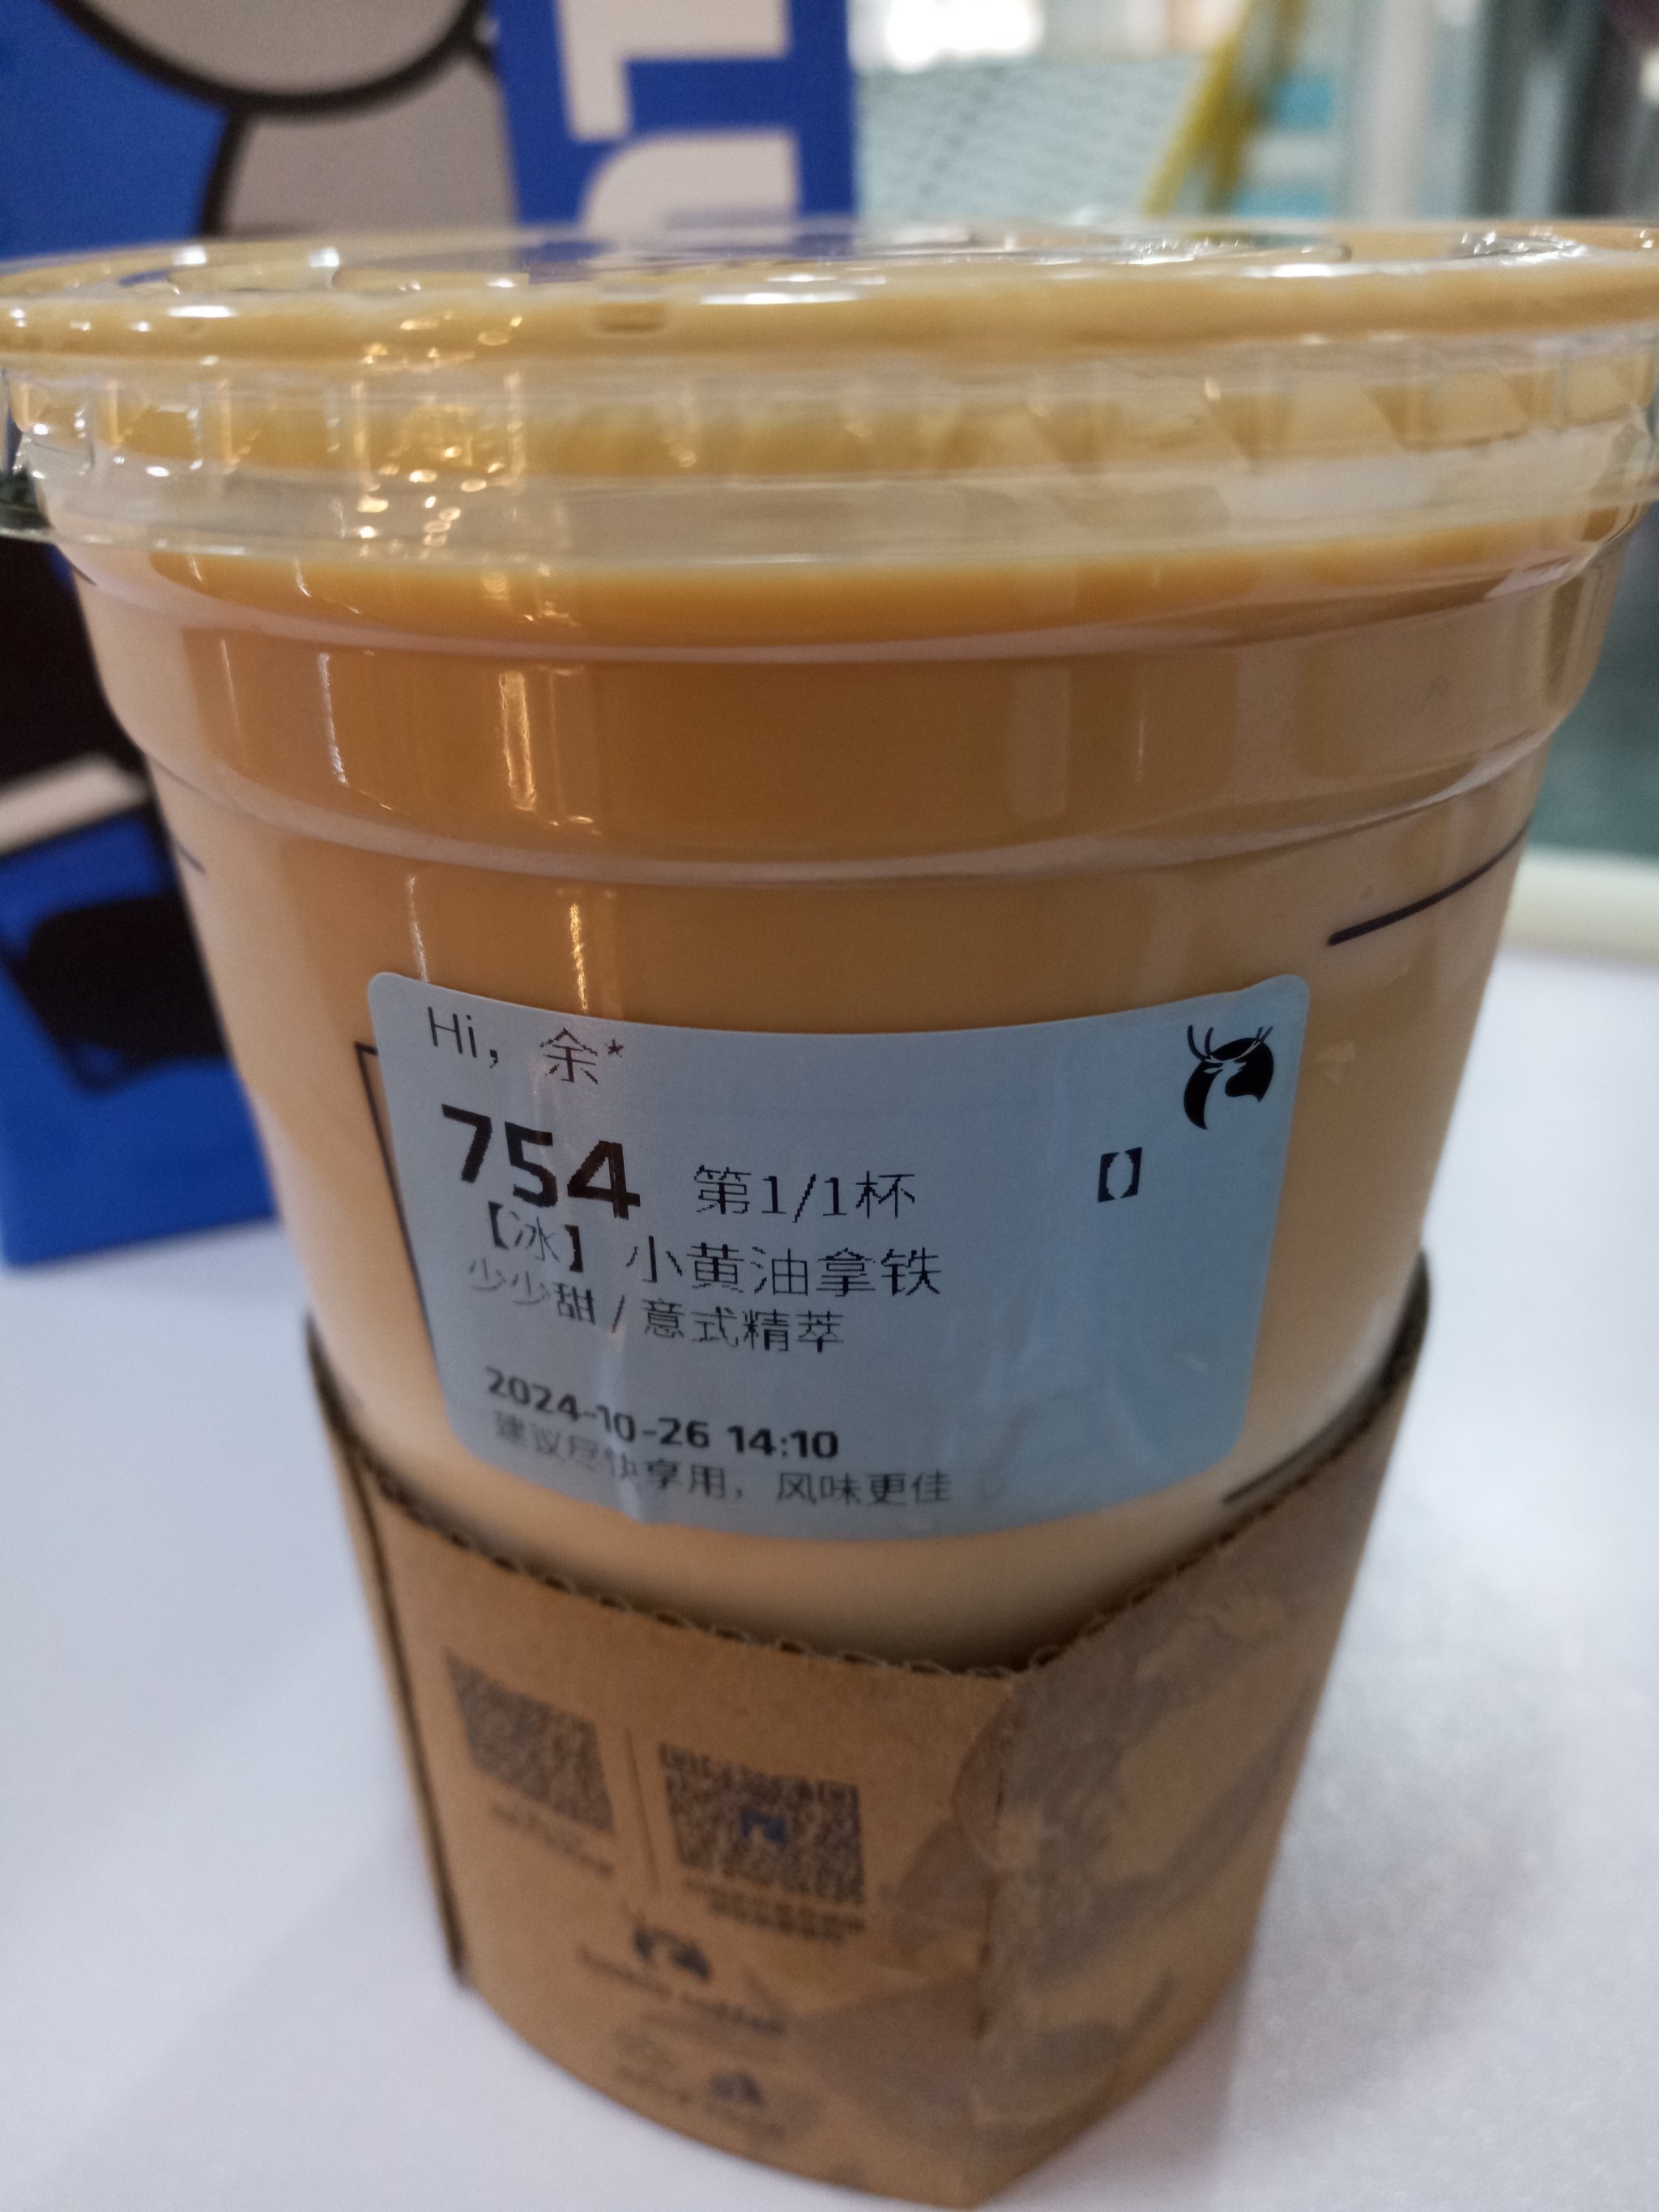 Hi, 余*
754 第1/1杯 【】
【冰】小黄油拿铁
少少甜 / 意式精萃
2024-10-26 14:10
建议尽快享用，风味更佳